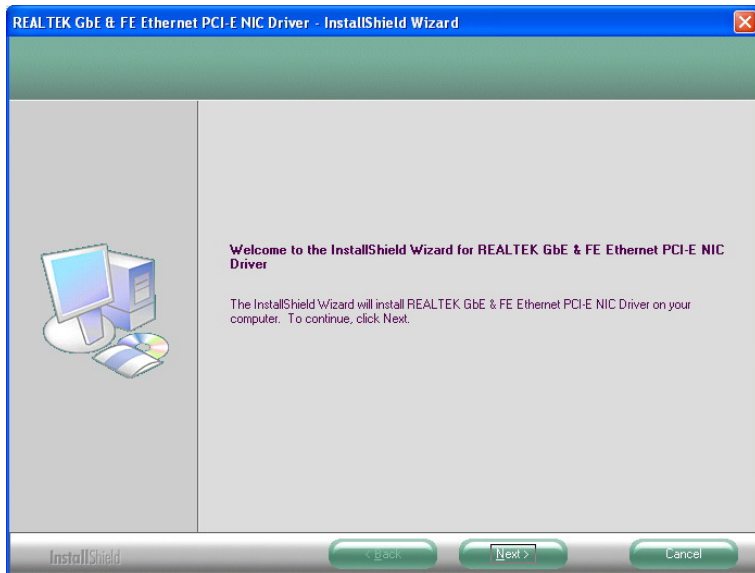 REALTEK GbE & FE Ethernet PCI-E NIC Driver - InstallShield Wizard
Welcome to the InstallShield Wizard for REALTEK GbE & FE Ethernet PCI-E NIC
Driver
The InstallShield Wizard will install REALTEK GbE & FE Ethernet PCI-E NIC Driver on your
computer. To continue, click Next.
InstallShield
< Back
Next >
Cancel